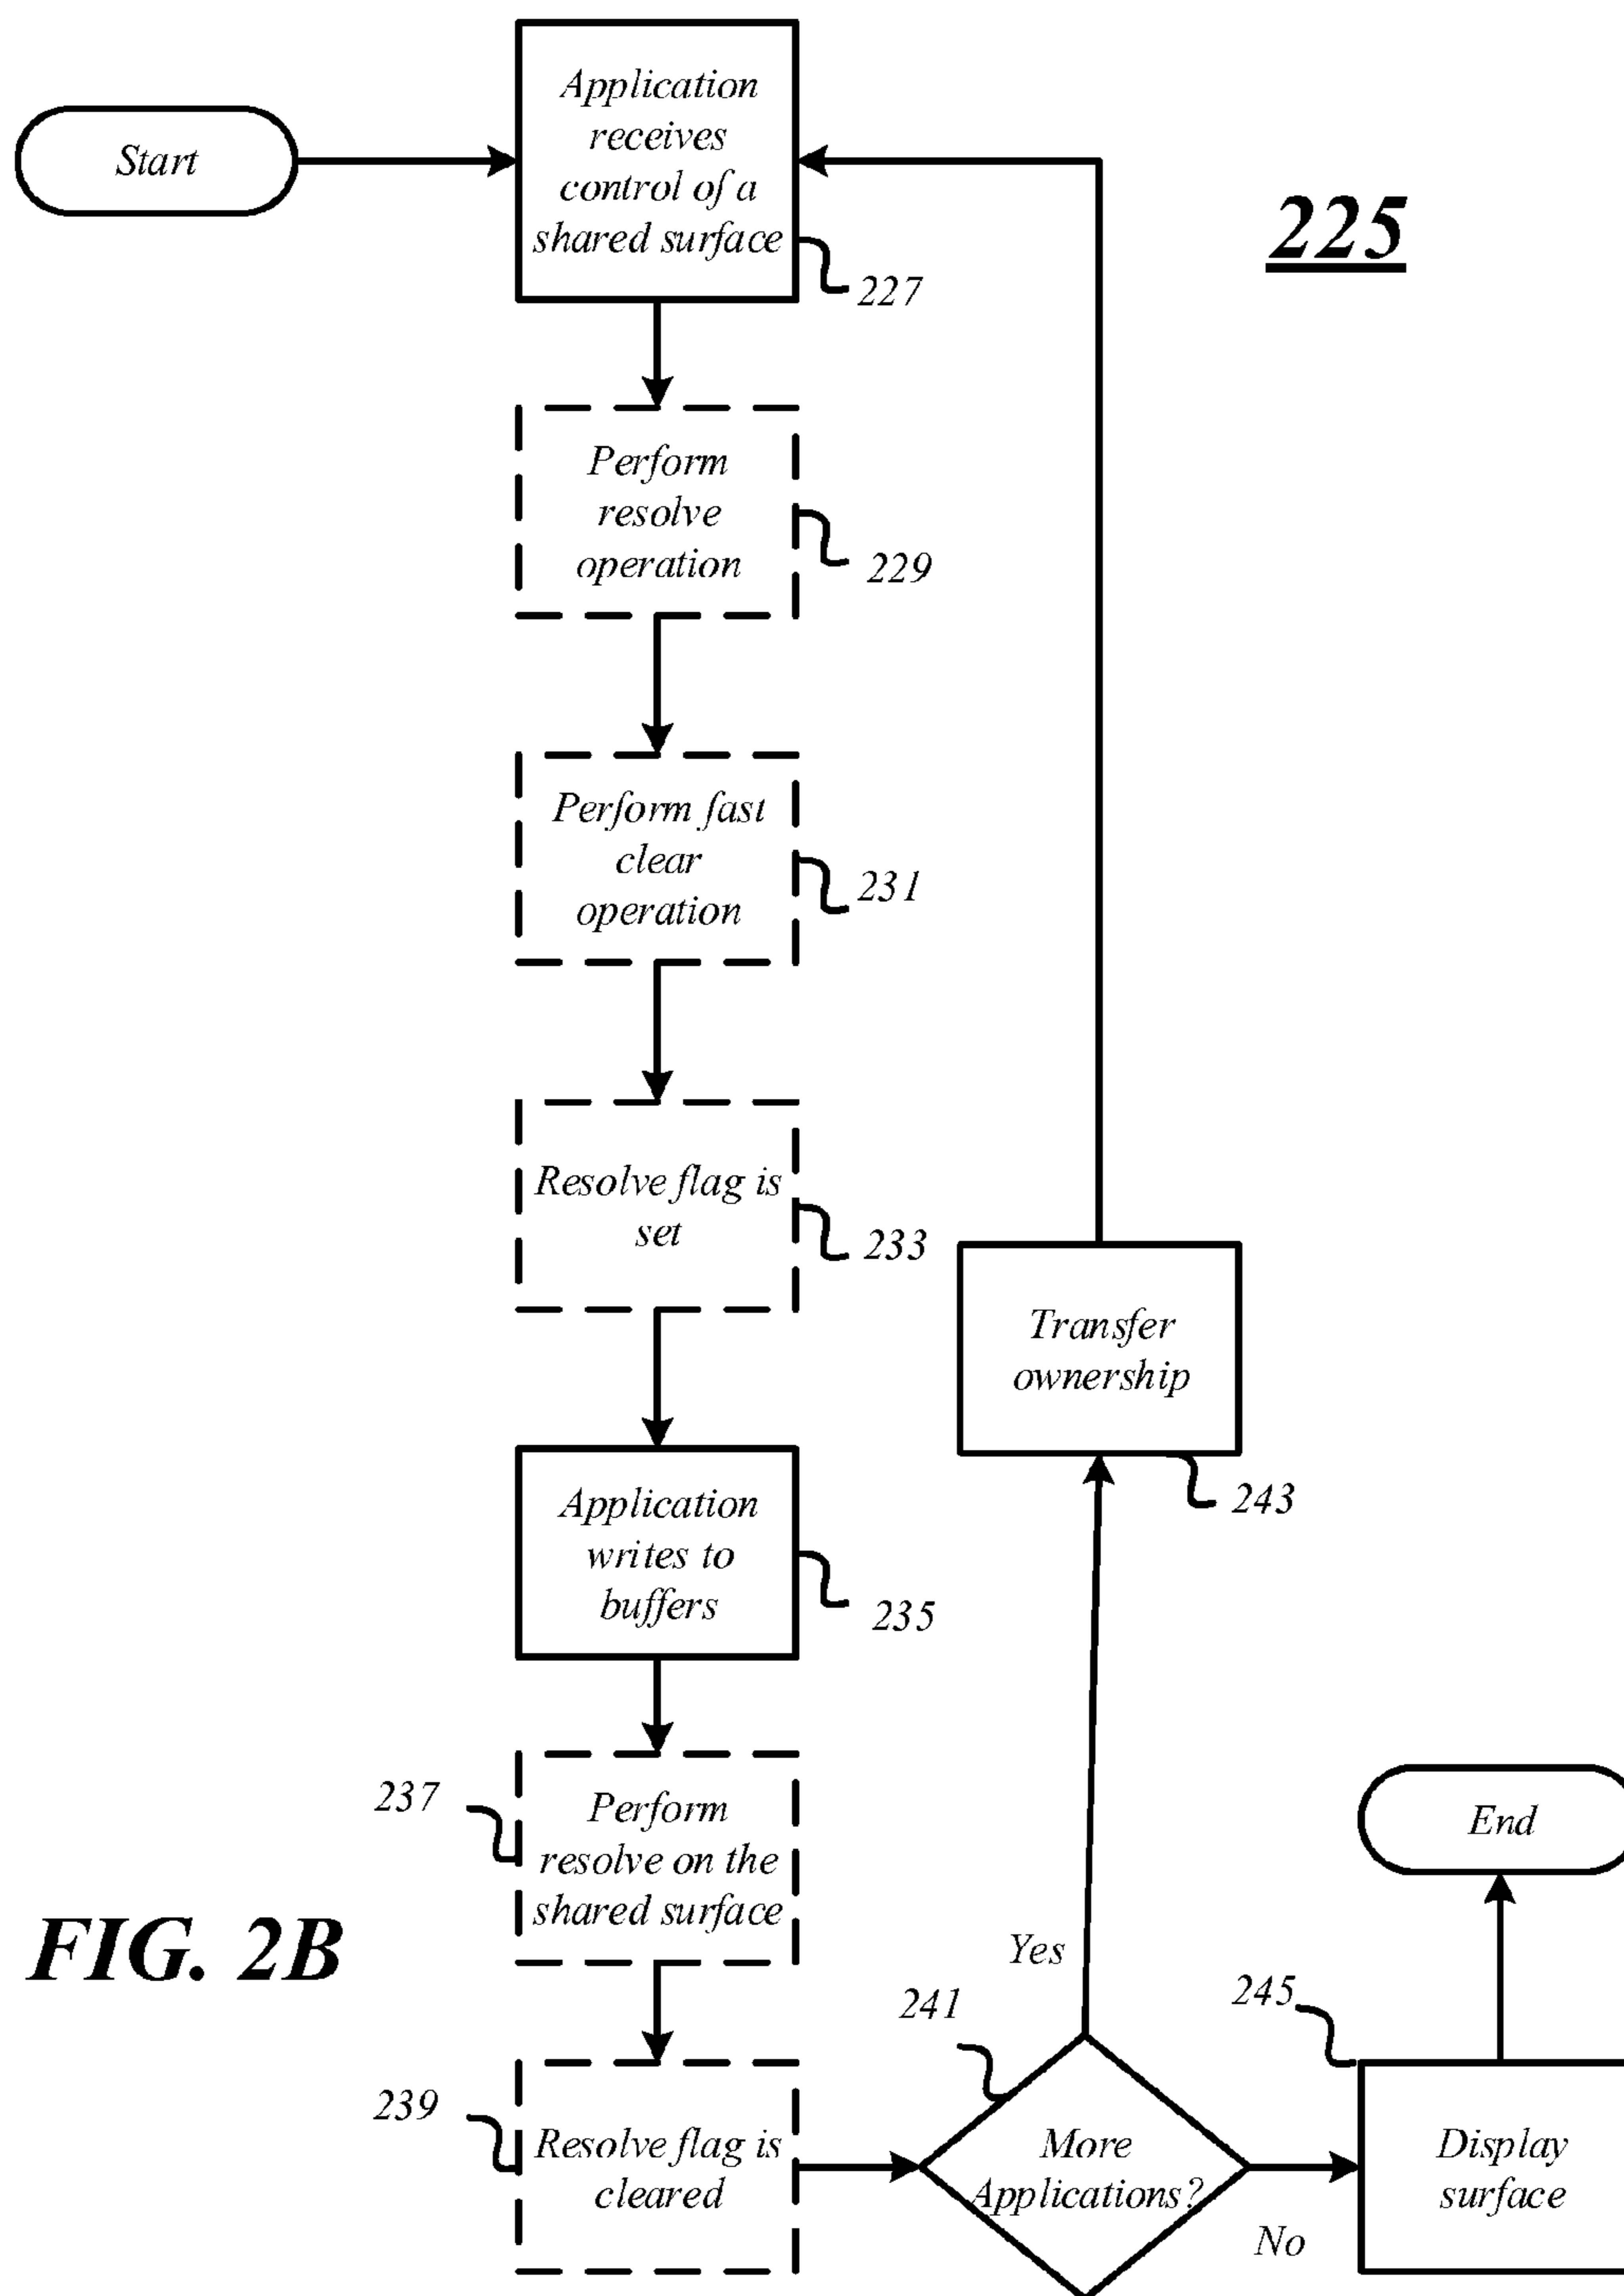 Start
Application
receives
control of a
shared surface
227
225
Perform
resolve
operation
229
Perform fast
clear
operation
231
Resolve flag is
set
233
Transfer
ownership
243
Application
writes to
buffers
235
237
Perform
resolve on the
shared surface
End
FIG. 2B
Yes
241
245
239
Resolve flag is
cleared
More
Applications?
No
Display
surface